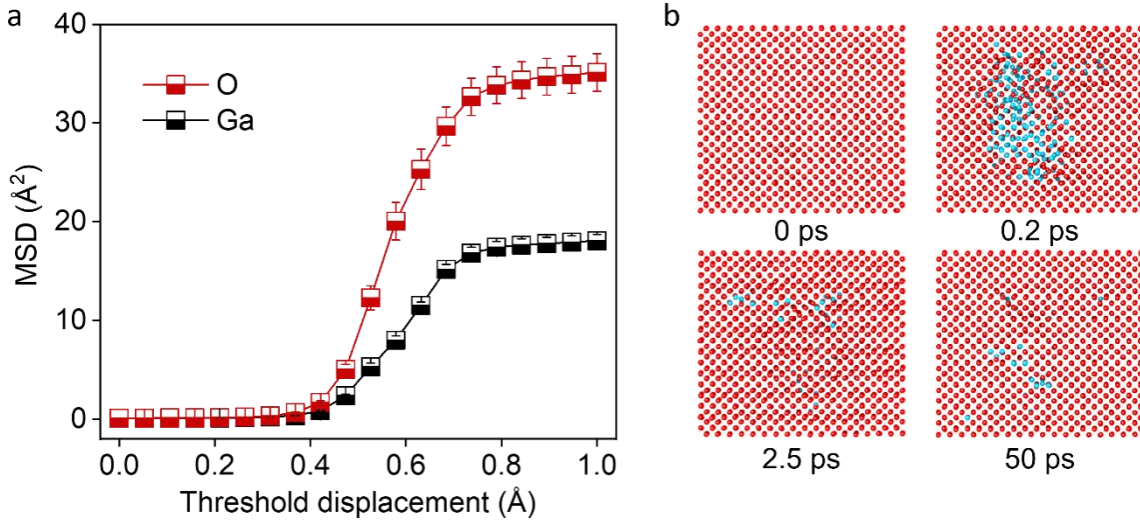 a
40
30
20
10
0
MSD (Å²)
O
Ga
0.0 0.2 0.4 0.6 0.8 1.0
Threshold displacement (Å)
b
0 ps 0.2 ps
2.5 ps 50 ps